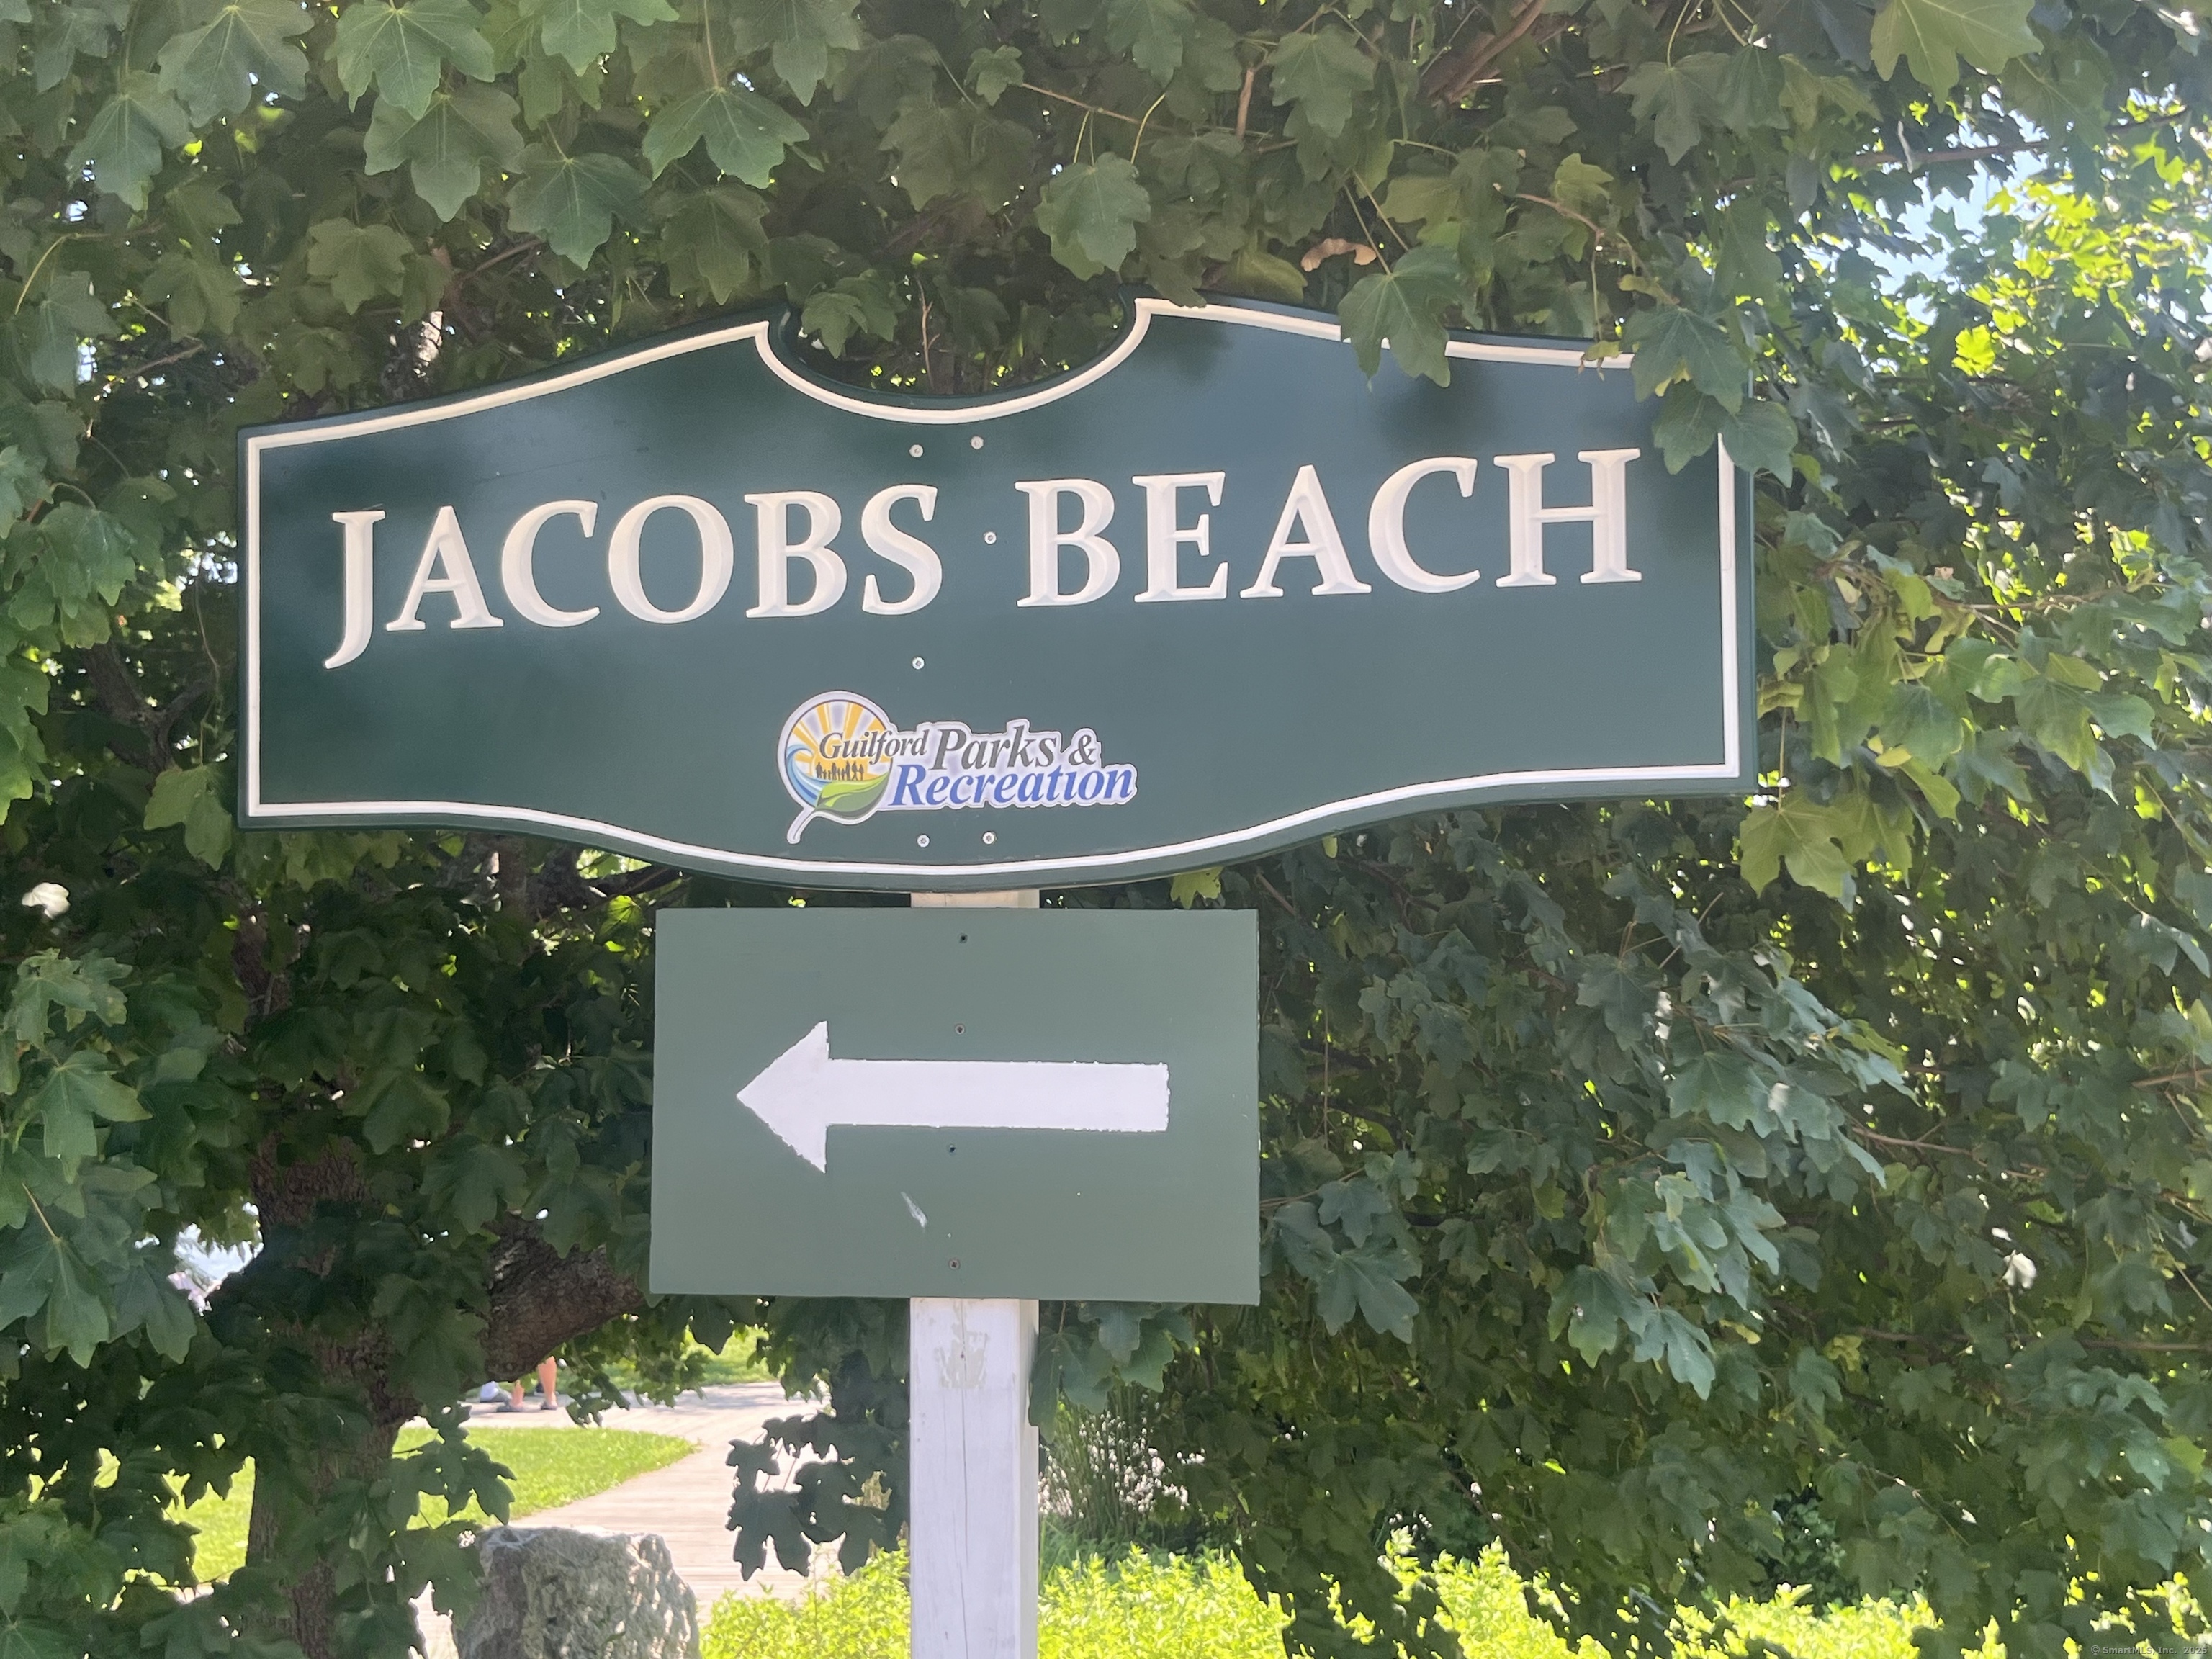 JACOBS BEACH
Guilford Parks &
Recreation
© SmartMLS, Inc. 2025